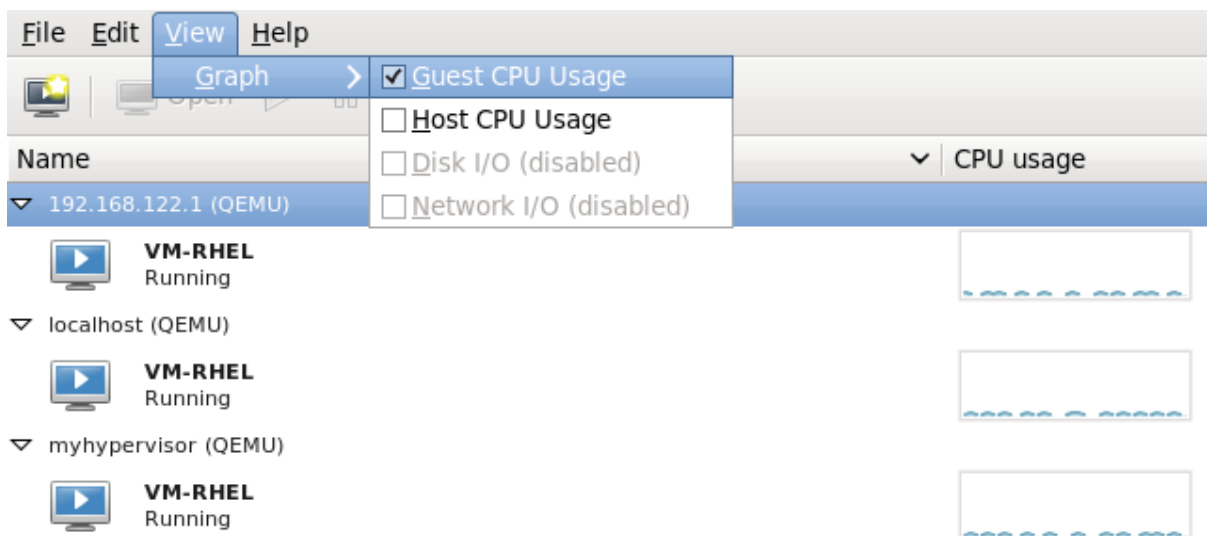 File Edit View Help
Graph Guest CPU Usage
Open
Host CPU Usage
Disk I/O (disabled)
Network I/O (disabled)
Name CPU usage
192.168.122.1 (QEMU)
VM-RHEL
Running
localhost (QEMU)
VM-RHEL
Running
myhypervisor (QEMU)
VM-RHEL
Running